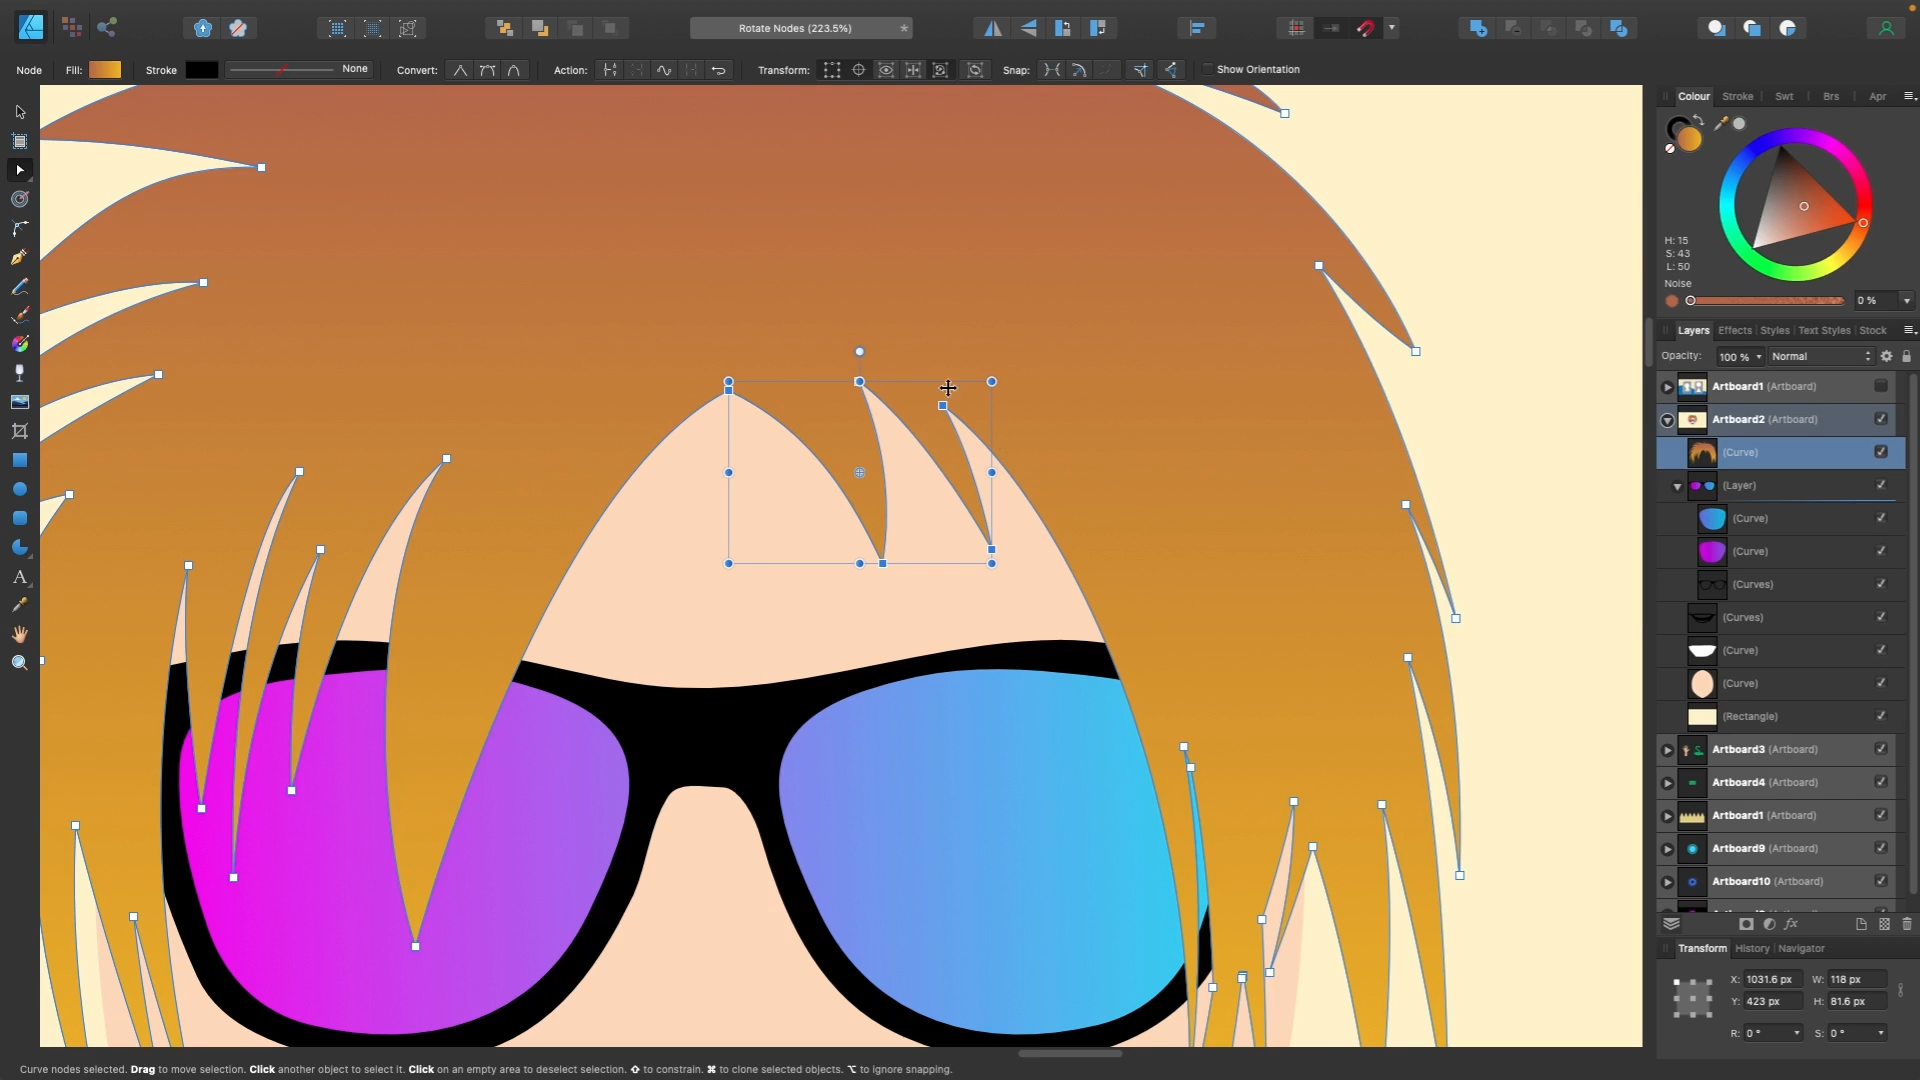 Rotate Nodes (223.5%)
*
Node
Fill:
Stroke
None
Convert:
Action:
Transform:
Snap:
Show Orientation
Colour
Stroke
Swt
Brs
Apr
H: 15
S: 43
L: 50
Noise
0 %
Layers
Effects
Styles
Text Styles
Stock
Opacity:
100 %
Normal
Artboard1 (Artboard)
Artboard2 (Artboard)
(Curve)
(Layer)
(Curve)
(Curve)
(Curves)
(Curves)
(Curve)
(Curve)
(Rectangle)
Artboard3 (Artboard)
Artboard4 (Artboard)
Artboard1 (Artboard)
Artboard9 (Artboard)
Artboard10 (Artboard)
fx
Transform
History
Navigator
X: 1031.6 px
W: 118 px
Y: 423 px
H: 81.6 px
R: 0 °
S: 0 °
A
Curve nodes selected. Drag to move selection. Click another object to select it. Click on an empty area to deselect selection. ⇧ to constrain. ⌘ to clone selected objects. ⌥ to ignore snapping.